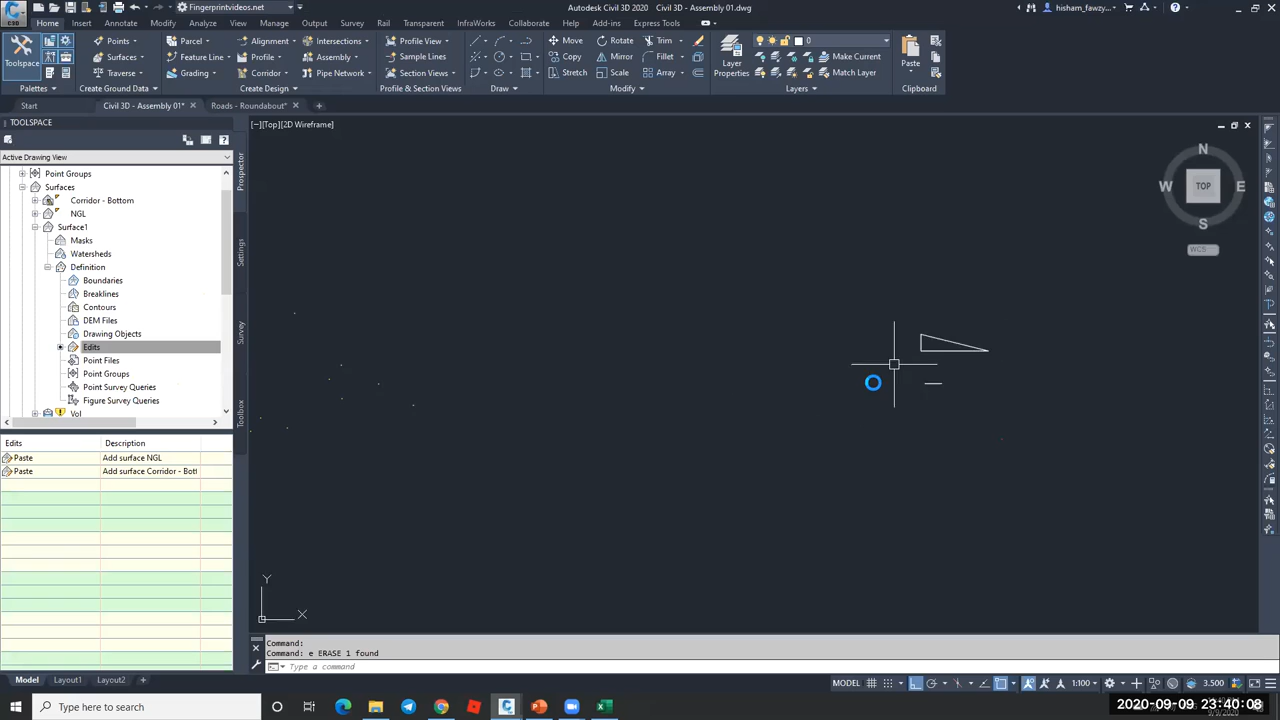 C3D
Fingerprintvideos.net
Autodesk Civil 3D 2020 Civil 3D - Assembly 01.dwg
Type a keyword or phrase
hisham_fawzy...
Home Insert Annotate Modify Analyze View Manage Output Survey Rail Transparent InfraWorks Collaborate Help Add-ins Express Tools
Toolspace
Points
Surfaces
Traverse
Parcel
Feature Line
Grading
Alignment
Profile
Corridor
Intersections
Assembly
Pipe Network
Profile View
Sample Lines
Section Views
Move
Copy
Stretch
Rotate
Mirror
Scale
Trim
Fillet
Array
Layer
Properties
0
Make Current
Match Layer
Paste
Palettes Create Ground Data Create Design Profile & Section Views Draw Modify Layers Clipboard
Start Civil 3D - Assembly 01* Roads - Roundabout*
TOOLSPACE
Active Drawing View
Point Groups
Surfaces
Corridor - Bottom
NGL
Surface1
Masks
Watersheds
Definition
Boundaries
Breaklines
Contours
DEM Files
Drawing Objects
Edits
Point Files
Point Groups
Point Survey Queries
Figure Survey Queries
Vol
Prospector
Settings
Survey
Toolbox
Edits Description
Paste Add surface NGL
Paste Add surface Corridor - Bott
[−][Top][2D Wireframe]
N
W TOP E
S
WCS
Y
X
Command:
Command: e ERASE 1 found
Type a command
Model Layout1 Layout2
MODEL 1:100 3.500
Type here to search
2020-09-09 23:40:08